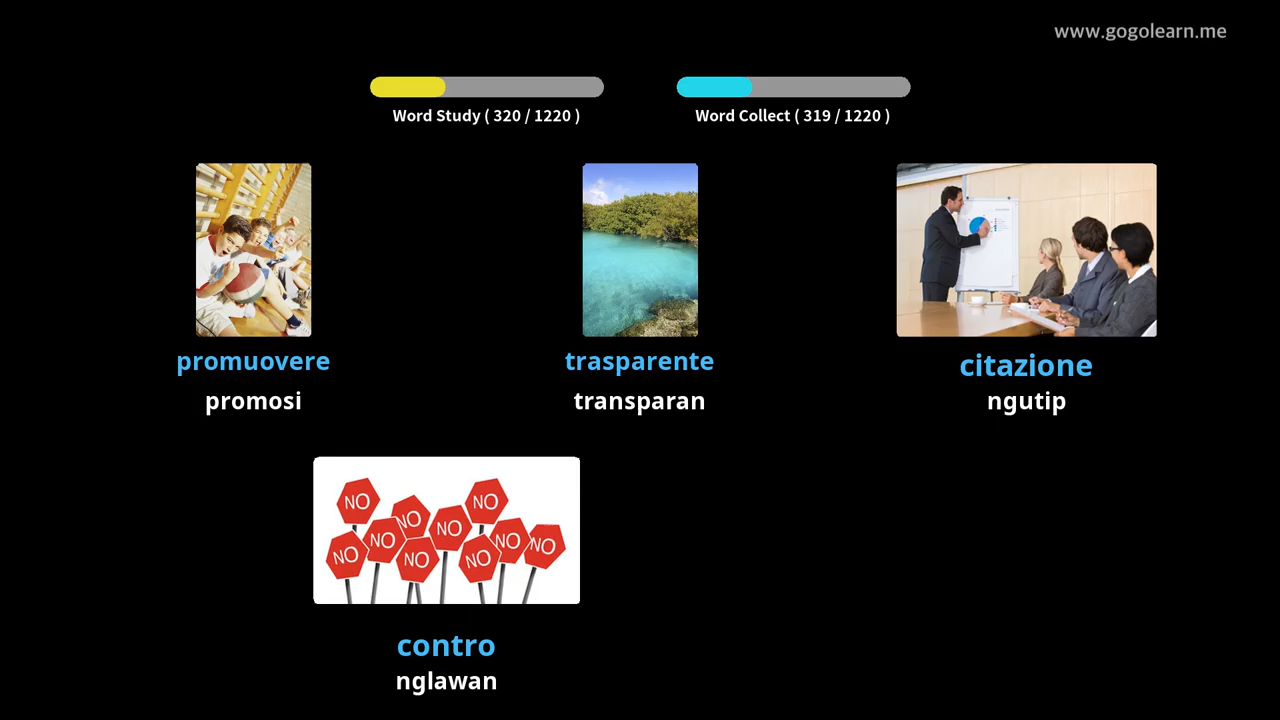 www.gogolearn.me
Word Study ( 320 / 1220 )
Word Collect ( 319 / 1220 )
promuovere
promosi
trasparente
transparan
citazione
ngutip
NO
NO
NO
NO
NO
NO
NO
NO
NO
NO
contro
nglawan